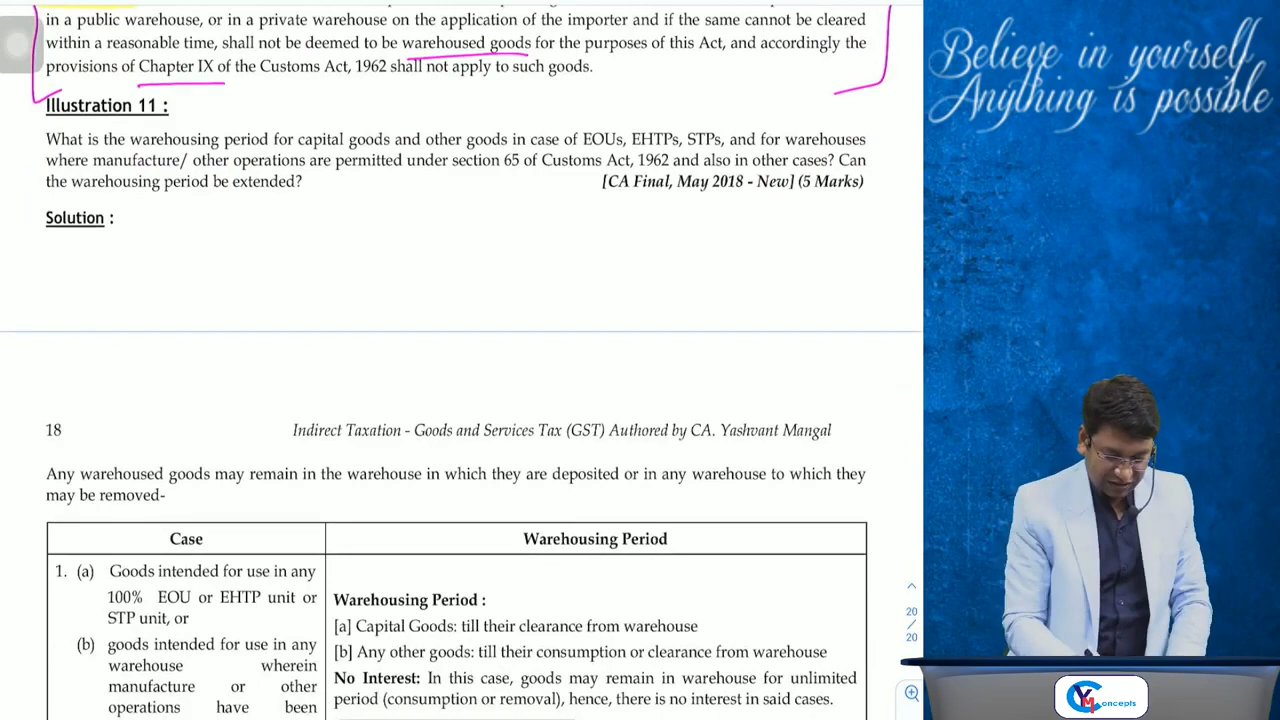 in a public warehouse, or in a private warehouse on the application of the importer and if the same cannot be cleared
within a reasonable time, shall not be deemed to be warehoused goods for the purposes of this Act, and accordingly the
provisions of Chapter IX of the Customs Act, 1962 shall not apply to such goods.
Illustration 11 :
What is the warehousing period for capital goods and other goods in case of EOUs, EHTPs, STPs, and for warehouses
where manufacture/ other operations are permitted under section 65 of Customs Act, 1962 and also in other cases? Can
the warehousing period be extended?
[CA Final, May 2018 - New] (5 Marks)
Solution :
18
Indirect Taxation - Goods and Services Tax (GST) Authored by CA. Yashvant Mangal
Any warehoused goods may remain in the warehouse in which they are deposited or in any warehouse to which they
may be removed-
Case
Warehousing Period
1. (a) Goods intended for use in any
100% EOU or EHTP unit or
STP unit, or
(b) goods intended for use in any
warehouse wherein
manufacture or other
operations have been
Warehousing Period :
[a] Capital Goods: till their clearance from warehouse
[b] Any other goods: till their consumption or clearance from warehouse
No Interest: In this case, goods may remain in warehouse for unlimited
period (consumption or removal), hence, there is no interest in said cases.
20
/
20
Believe in yourself
Anything is possible
YM Concepts